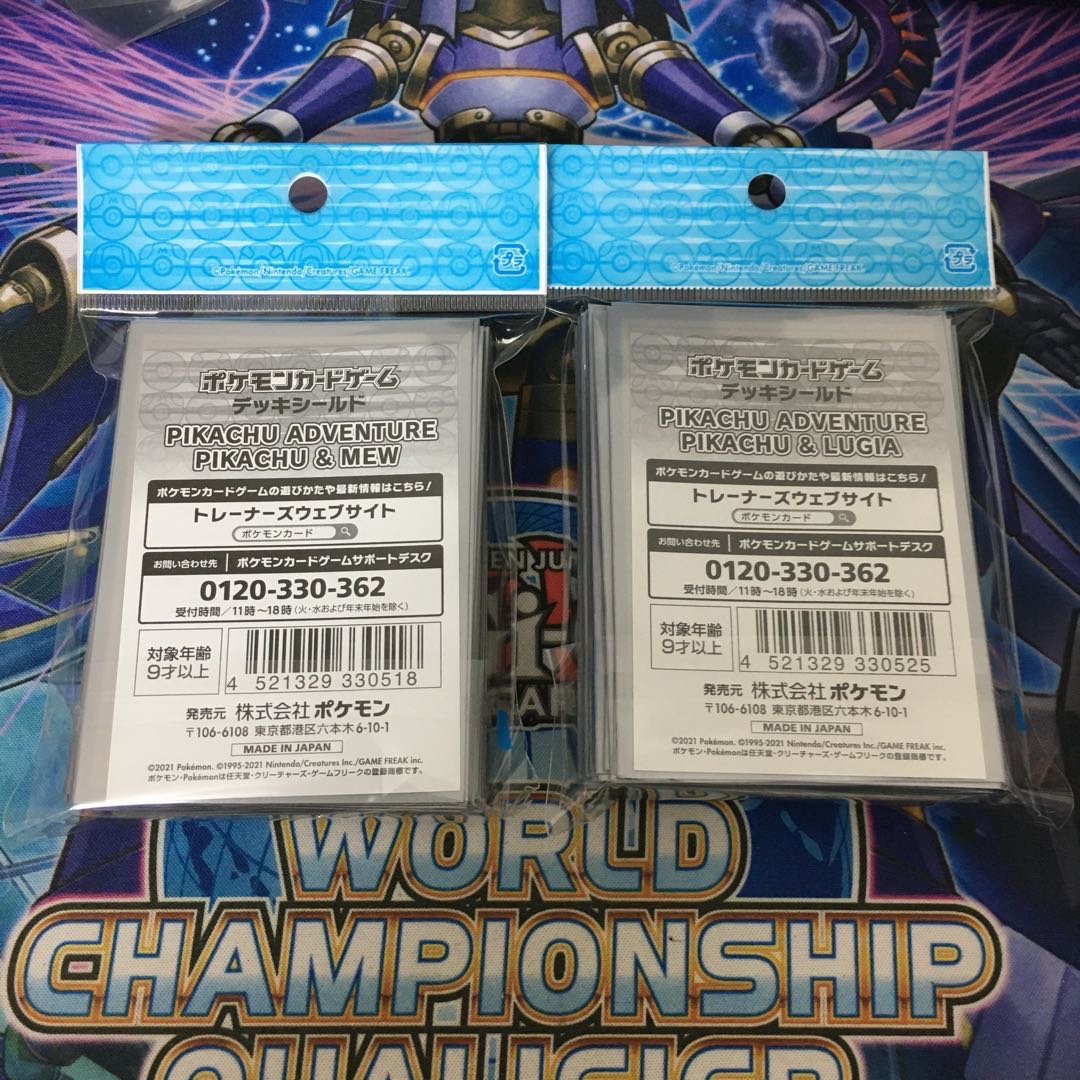 ©Pokémon/Nintendo/Creatures/GAME FREAK.
プラ
ポケモンカードゲーム
デッキシールド
PIKACHU ADVENTURE
PIKACHU & MEW
ポケモンカードゲームの遊びかたや最新情報はこちら!
トレーナーズウェブサイト
ポケモンカード
お問い合わせ先 ポケモンカードゲームサポートデスク
0120-330-362
受付時間/11時〜18時(火・水および年末年始を除く)
対象年齢
9才以上
4 521329 330518
発売元 株式会社 ポケモン
〒106-6108 東京都港区六本木6-10-1
MADE IN JAPAN
©2021 Pokémon. ©1995-2021 Nintendo/Creatures Inc./GAME FREAK inc.
ポケモン・Pokémonは任天堂・クリーチャーズ・ゲームフリークの登録商標です。
©Pokémon/Nintendo/Creatures/GAME FREAK.
プラ
ポケモンカードゲーム
デッキシールド
PIKACHU ADVENTURE
PIKACHU & LUGIA
ポケモンカードゲームの遊びかたや最新情報はこちら!
トレーナーズウェブサイト
ポケモンカード
お問い合わせ先 ポケモンカードゲームサポートデスク
0120-330-362
受付時間/11時〜18時(火・水および年末年始を除く)
対象年齢
9才以上
4 521329 330525
発売元 株式会社 ポケモン
〒106-6108 東京都港区六本木6-10-1
MADE IN JAPAN
©2021 Pokémon. ©1995-2021 Nintendo/Creatures Inc./GAME FREAK inc.
ポケモン・Pokémonは任天堂・クリーチャーズ・ゲームフリークの登録商標です。
WORLD
CHAMPIONSHIP
QUALIFIER